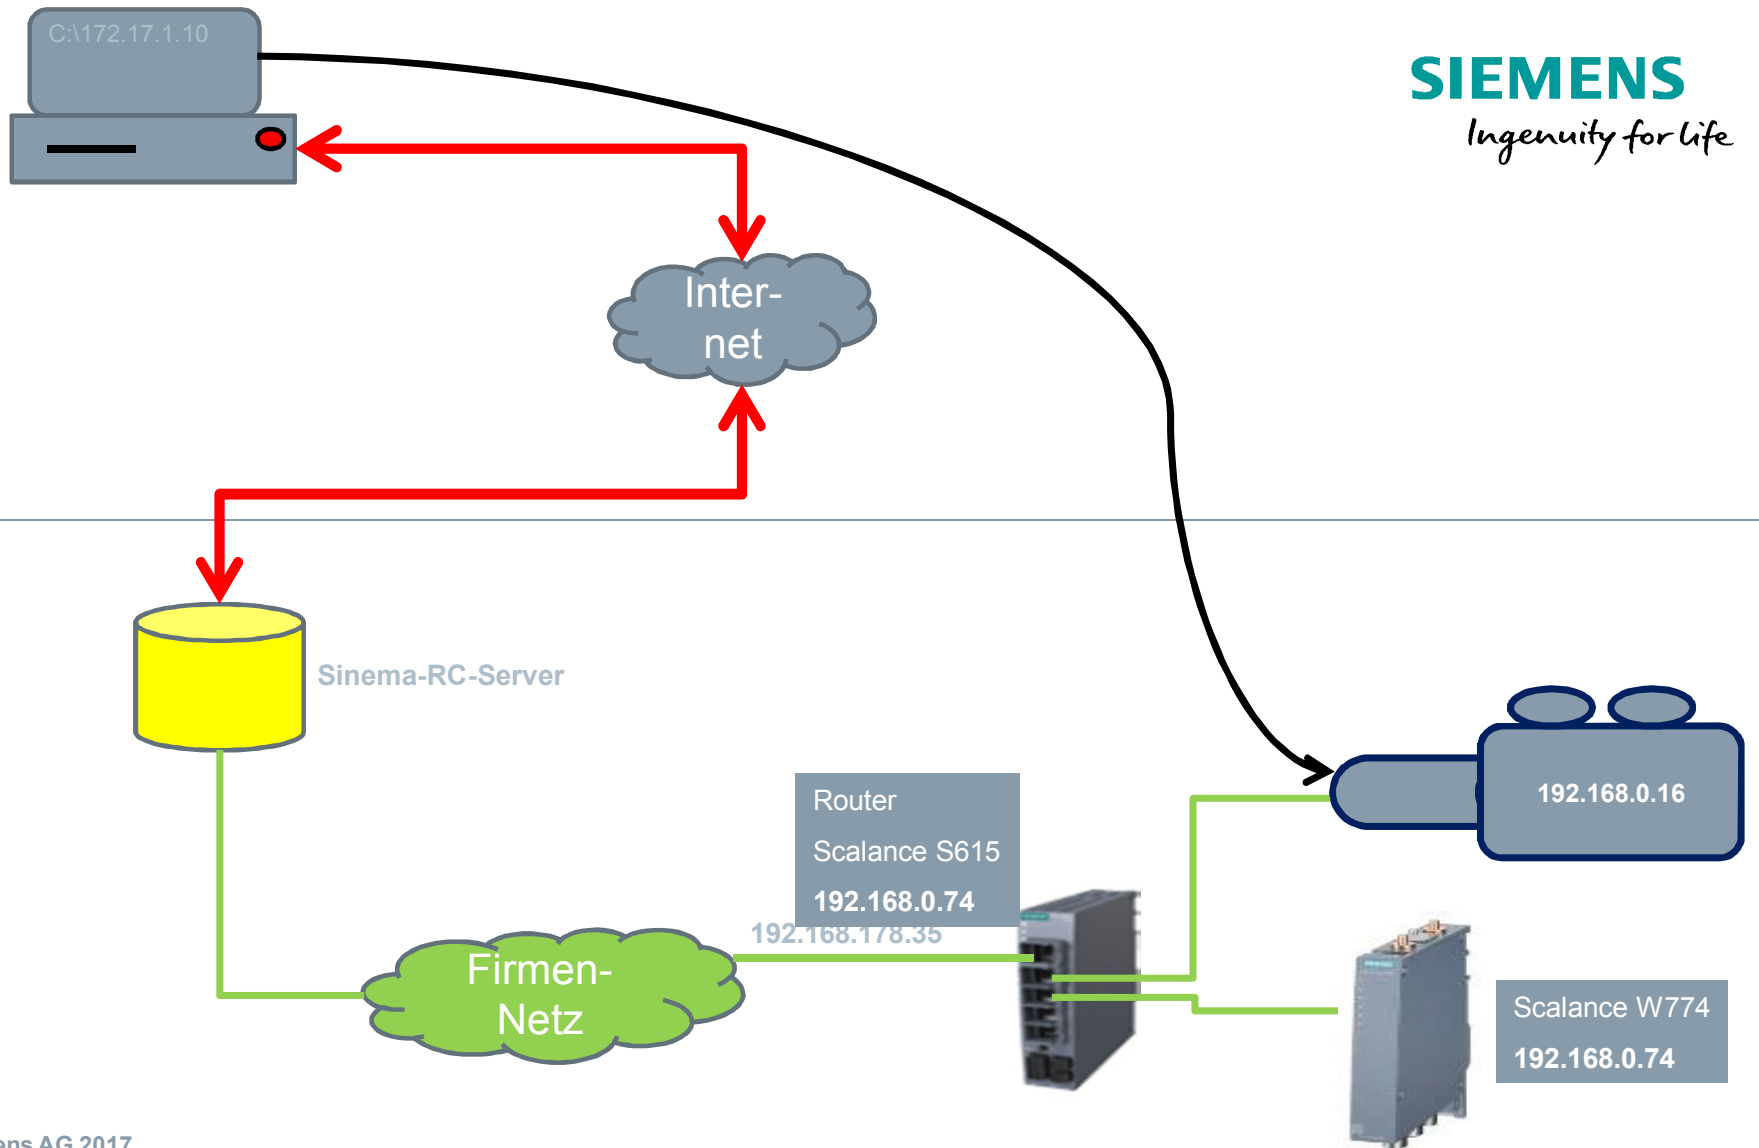 C:\172.17.1.10
SIEMENS
Ingenuity for life
Inter-
net
Sinema-RC-Server
Router
Scalance S615
192.168.0.74
192.168.178.35
192.168.0.16
Firmen-
Netz
Scalance W774
192.168.0.74
ens AG 2017